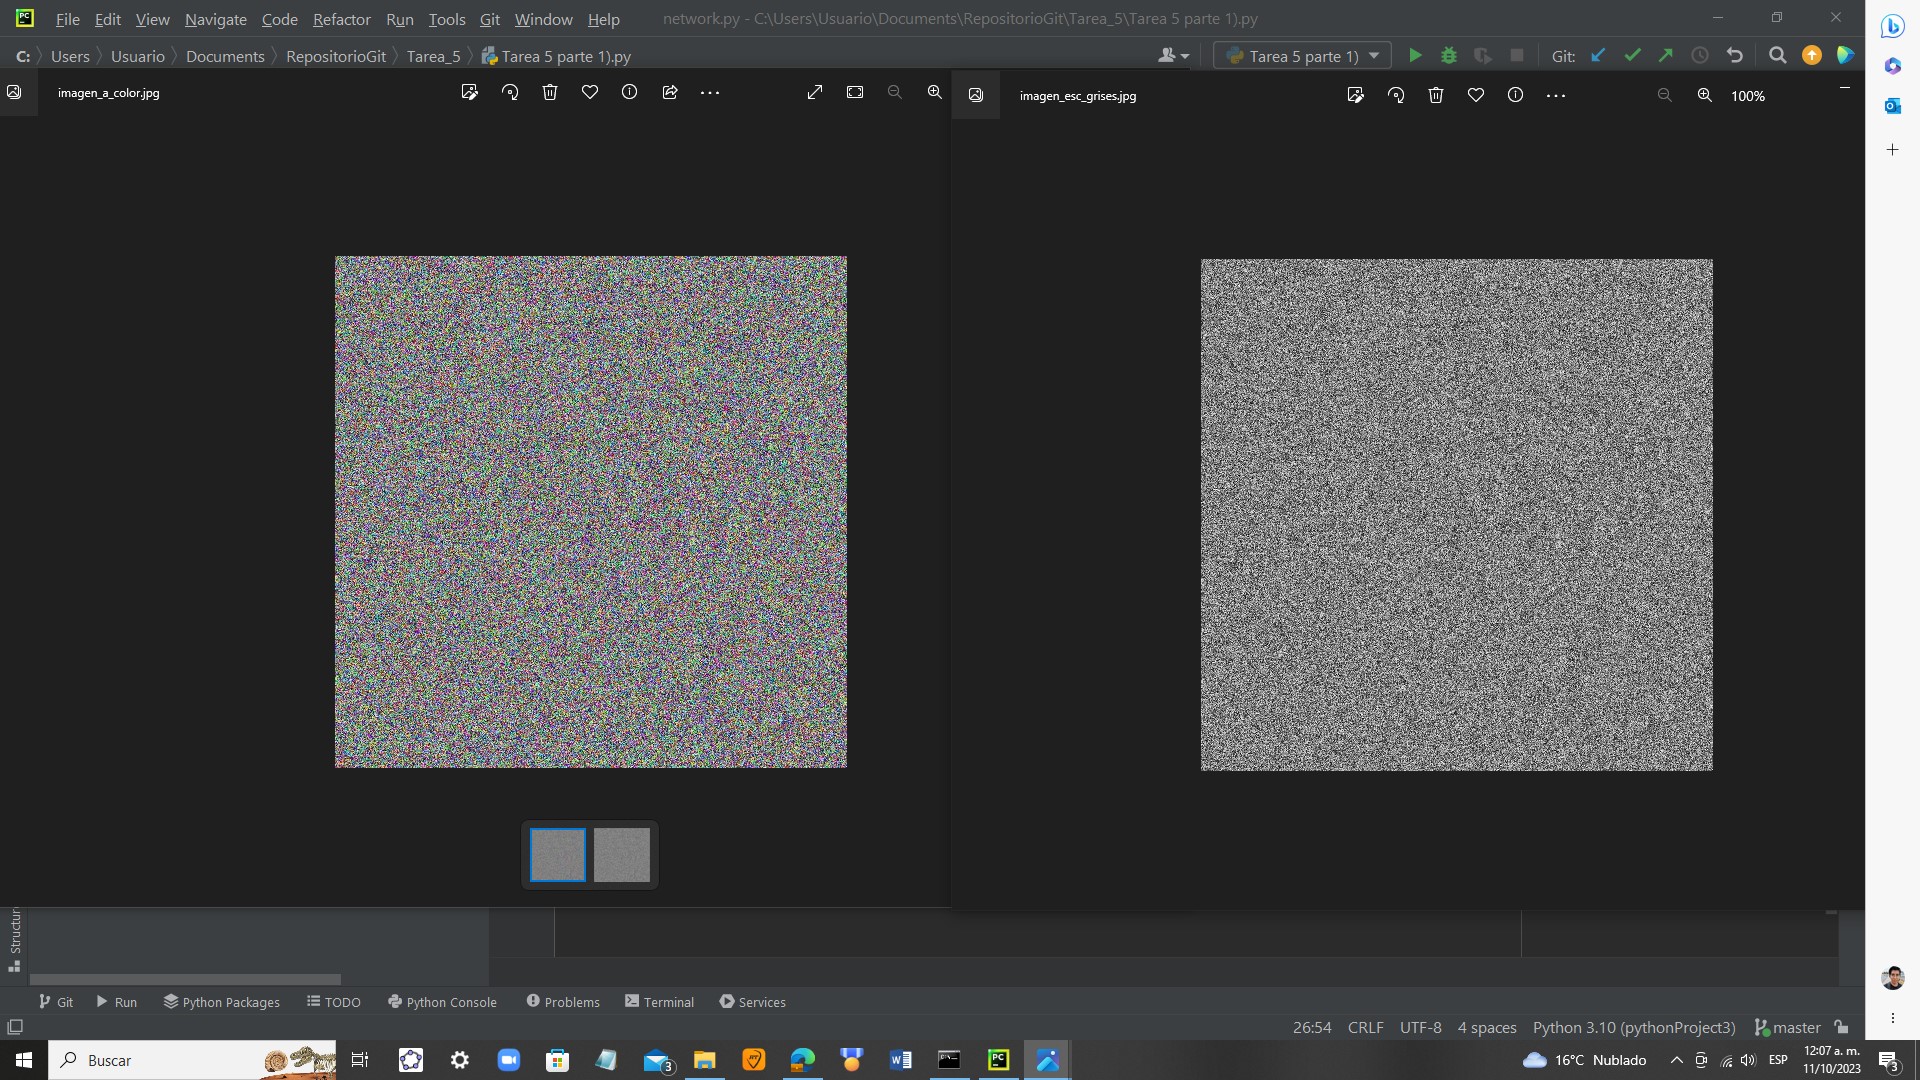 File Edit View Navigate Code Refactor Run Tools Git Window Help network.py - C:\Users\Usuario\Documents\RepositorioGit\Tarea_5\Tarea 5 parte 1).py
C: Users Usuario Documents RepositorioGit Tarea_5 Tarea 5 parte 1).py Tarea 5 parte 1) Git:
imagen_a_color.jpg
imagen_esc_grises.jpg 100%
Structure
Git Run Python Packages TODO Python Console Problems Terminal Services
26:54 CRLF UTF-8 4 spaces Python 3.10 (pythonProject3) master
Buscar 3 PC 16°C Nublado ESP 12:07 a. m.
11/10/2023 3